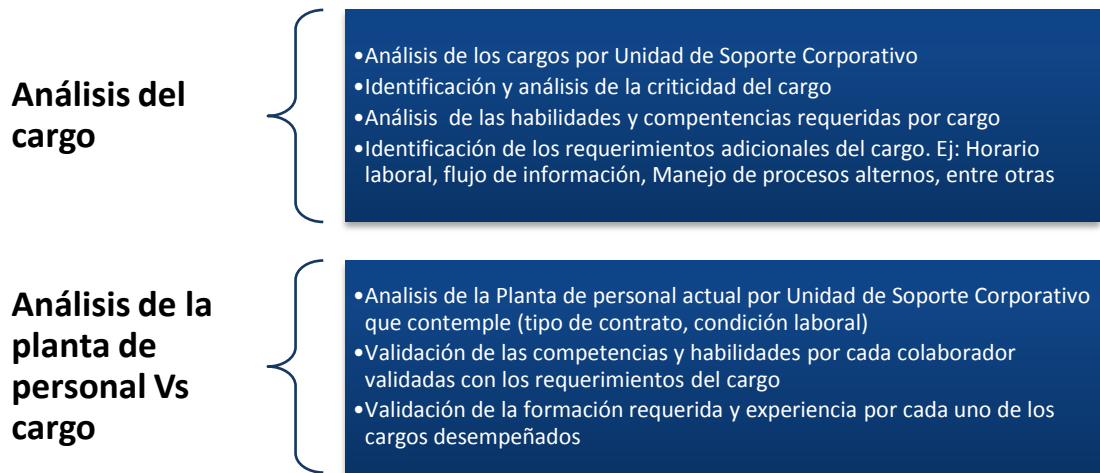 Análisis del
cargo
•Análisis de los cargos por Unidad de Soporte Corporativo
•Identificación y análisis de la criticidad del cargo
•Análisis  de las habilidades y compentencias requeridas por cargo
•Identificación de los requerimientos adicionales del cargo. Ej: Horario
laboral, flujo de información, Manejo de procesos alternos, entre otras
Análisis de la
planta de
personal Vs
cargo
•Analisis de la Planta de personal actual por Unidad de Soporte Corporativo
que contemple (tipo de contrato, condición laboral)
•Validación de las competencias y habilidades por cada colaborador
validadas con los requerimientos del cargo
•Validación de la formación requerida y experiencia por cada uno de los
cargos desempeñados